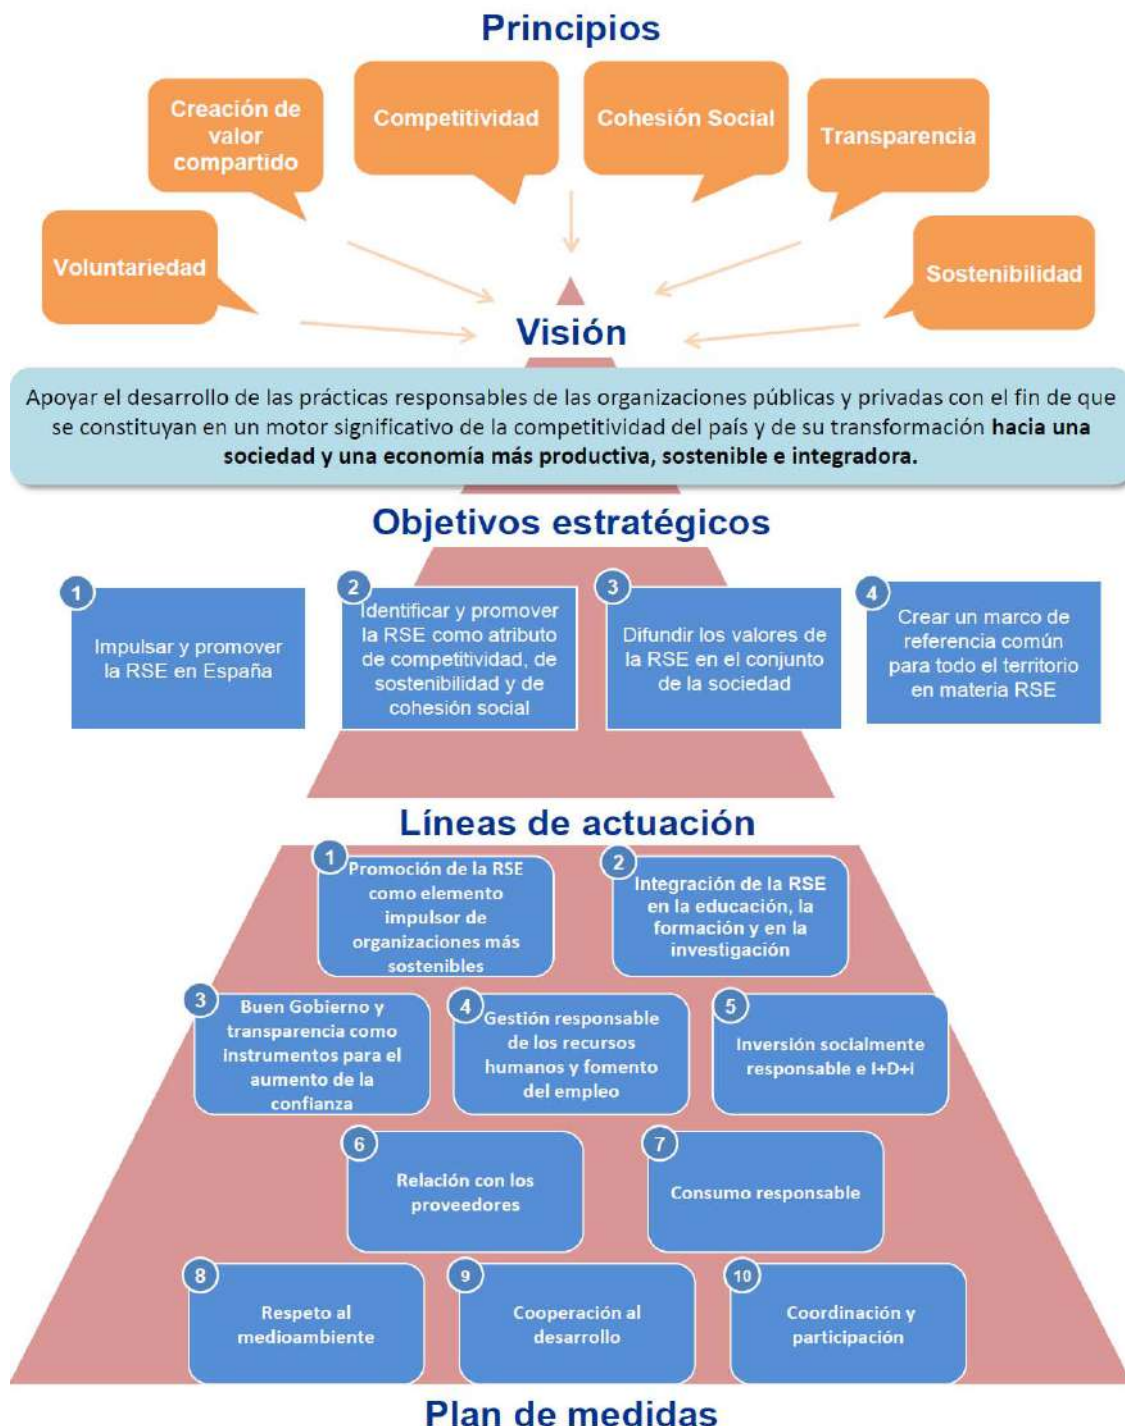 Principios
Creación de
valor
compartido
Competitividad
Cohesión Social
Transparencia
Voluntariedad
Sostenibilidad
Visión
Apoyar el desarrollo de las prácticas responsables de las organizaciones públicas y privadas con el fin de que
se constituyan en un motor significativo de la competitividad del país y de su transformación hacia una
sociedad y una economía más productiva, sostenible e integradora.
Objetivos estratégicos
1
Impulsar y promover
la RSE en España
2
Identificar y promover
la RSE como atributo
de competitividad, de
sostenibilidad y de
cohesión social
3
Difundir los valores de
la RSE en el conjunto
de la sociedad
4
Crear un marco de
referencia común
para todo el territorio
en materia RSE
Líneas de actuación
1
Promoción de la RSE
como elemento
impulsor de
organizaciones más
sostenibles
2
Integración de la RSE
en la educación, la
formación y en la
investigación
3
Buen Gobierno y
transparencia como
instrumentos para el
aumento de la
confianza
4
Gestión responsable
de los recursos
humanos y fomento
del empleo
5
Inversión socialmente
responsable e I+D+I
6
Relación con los
proveedores
7
Consumo responsable
8
Respeto al
medioambiente
9
Cooperación al
desarrollo
10
Coordinación y
participación
Plan de medidas